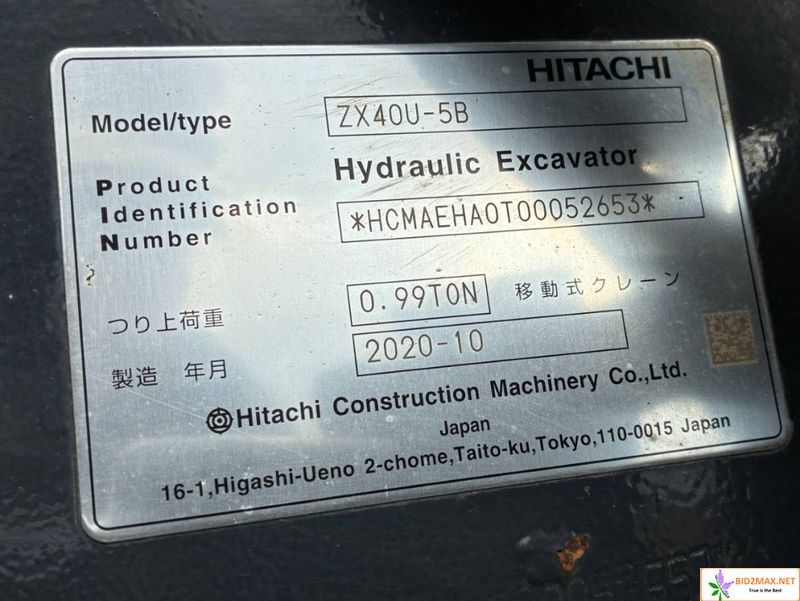 HITACHI
Model/type ZX40U-5B
Hydraulic Excavator
Product
Identification
Number
*HCMAEHA0T00052653*
つり上荷重 0.99TON 移動式クレーン
製造 年月 2020-10
Hitachi Construction Machinery Co.,Ltd.
Japan
16-1,Higashi-Ueno 2-chome,Taito-ku,Tokyo,110-0015 Japan
BID2MAX.NET
True is the Best